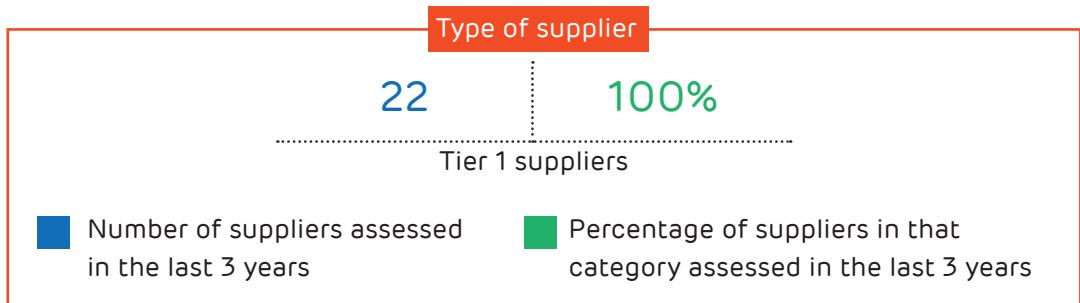 Type of supplier
22 100%
Tier 1 suppliers
Number of suppliers assessed
in the last 3 years
Percentage of suppliers in that
category assessed in the last 3 years